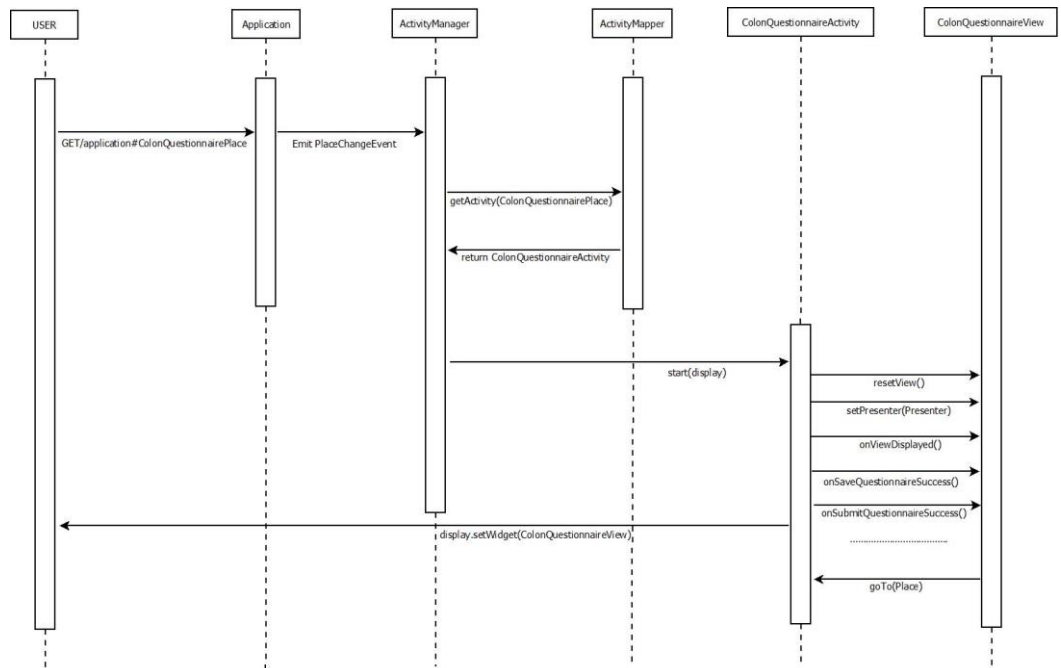 USER
Application
ActivityManager
ActivityMapper
ColonQuestionnaireActivity
ColonQuestionnaireView
GET/application#ColonQuestionnairePlace
Emit PlaceChangeEvent
getActivity(ColonQuestionnairePlace)
return ColonQuestionnaireActivity
start(display)
resetView()
setPresenter(Presenter)
onViewDisplayed()
onSaveQuestionnaireSuccess()
onSubmitQuestionnaireSuccess()
display.setWidget(ColonQuestionnaireView)
......................................
goTo(Place)